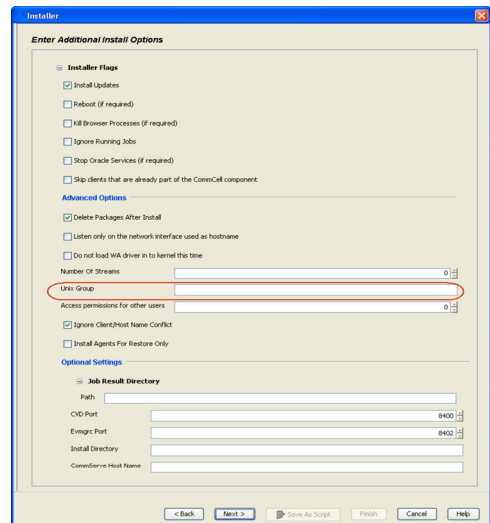 Installer
Enter Additional Install Options
Installer Flags
Install Updates
Reboot (if required)
Kill Browser Processes (if required)
Ignore Running Jobs
Stop Oracle Services (if required)
Skip clients that are already part of the CommCell component
Advanced Options
Delete Packages After Install
Listen only on the network interface used as hostname
Do not load WA driver in to kernel this time
Number Of Streams 0
Unix Group
Access permissions for other users 0
Ignore Client/Host Name Conflict
Install Agents For Restore Only
Optional Settings
Job Result Directory
Path
CVD Port 8400
Evmgrc Port 8402
Install Directory
CommServe Host Name
< Back Next > Save As Script Finish Cancel Help